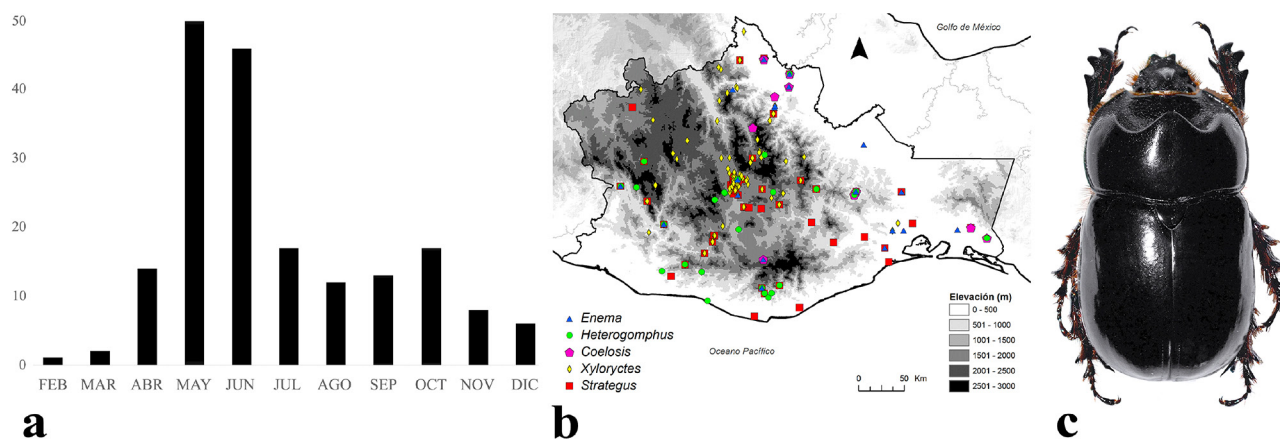 50
40
30
20
10
0
FEB MAR ABR MAY JUN JUL AGO SEP OCT NOV DIC
a
Golfo de México
Enema
Heterogomphus
Coelosis
Xyloryctes
Strategus
Oceano Pacífico
0 50 Km
Elevación (m)
0 - 500
501 - 1000
1001 - 1500
1501 - 2000
2001 - 2500
2501 - 3000
b
c